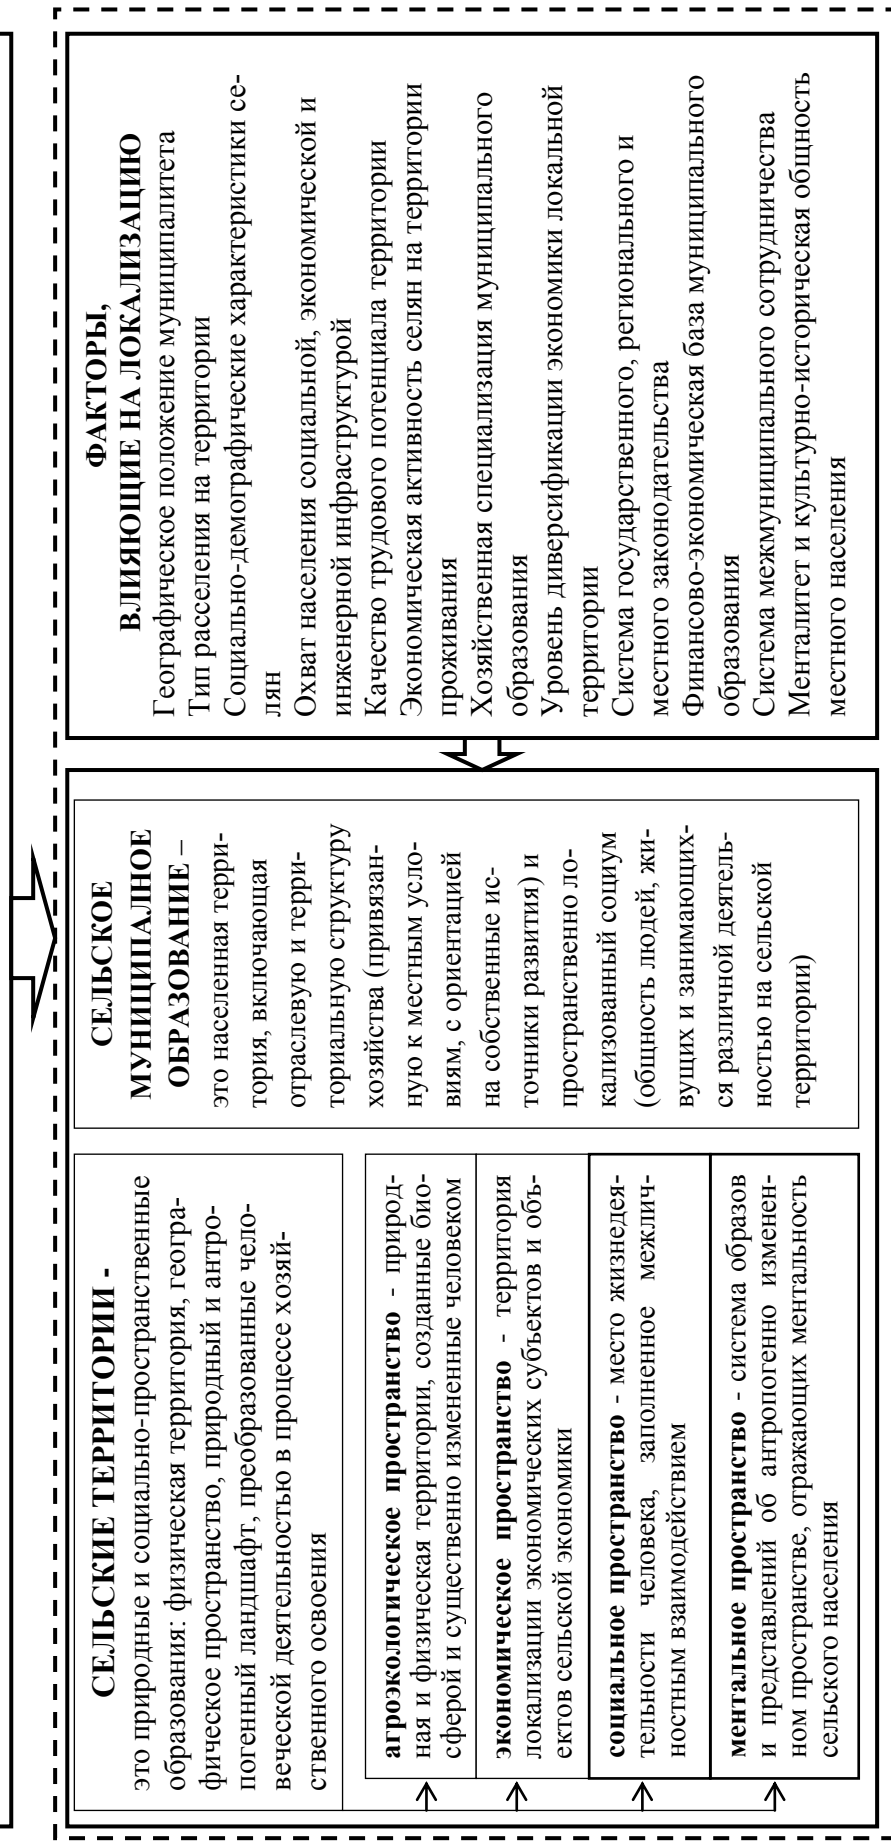 СЕЛЬСКИЕ ТЕРРИТОРИИ -
это природные и социально-пространственные
образования: физическая территория, геогра-
фическое пространство, природный и антро-
погенный ландшафт, преобразованные чело-
веческой деятельностью в процессе хозяй-
ственного освоения
агроэкологическое пространство - природ-
ная и физическая территории, созданные био-
сферой и существенно измененные человеком
экономическое пространство - территория
локализации экономических субъектов и объ-
ектов сельской экономики
социальное пространство - место жизнедея-
тельности человека, заполненное межлич-
ностным взаимодействием
ментальное пространство - система образов
и представлений об антропогенно изменен-
ном пространстве, отражающих ментальность
сельского населения
СЕЛЬСКОЕ
МУНИЦИПАЛНОЕ
ОБРАЗОВАНИЕ –
это населенная терри-
тория, включающая
отраслевую и терри-
ториальную структуру
хозяйства (привязан-
ную к местным усло-
виям, с ориентацией
на собственные ис-
точники развития) и
пространственно ло-
кализованный социум
(общность людей, жи-
вущих и занимающих-
ся различной деятель-
ностью на сельской
территории)
ФАКТОРЫ,
ВЛИЯЮЩИЕ НА ЛОКАЛИЗАЦИЮ
Географическое положение муниципалитета
Тип расселения на территории
Социально-демографические характеристики се-
лян
Охват населения социальной, экономической и
инженерной инфраструктурой
Качество трудового потенциала территории
Экономическая активность селян на территории
проживания
Хозяйственная специализация муниципального
образования
Уровень диверсификации экономики локальной
территории
Система государственного, регионального и
местного законодательства
Финансово-экономическая база муниципального
образования
Система межмуниципального сотрудничества
Менталитет и культурно-историческая общность
местного населения